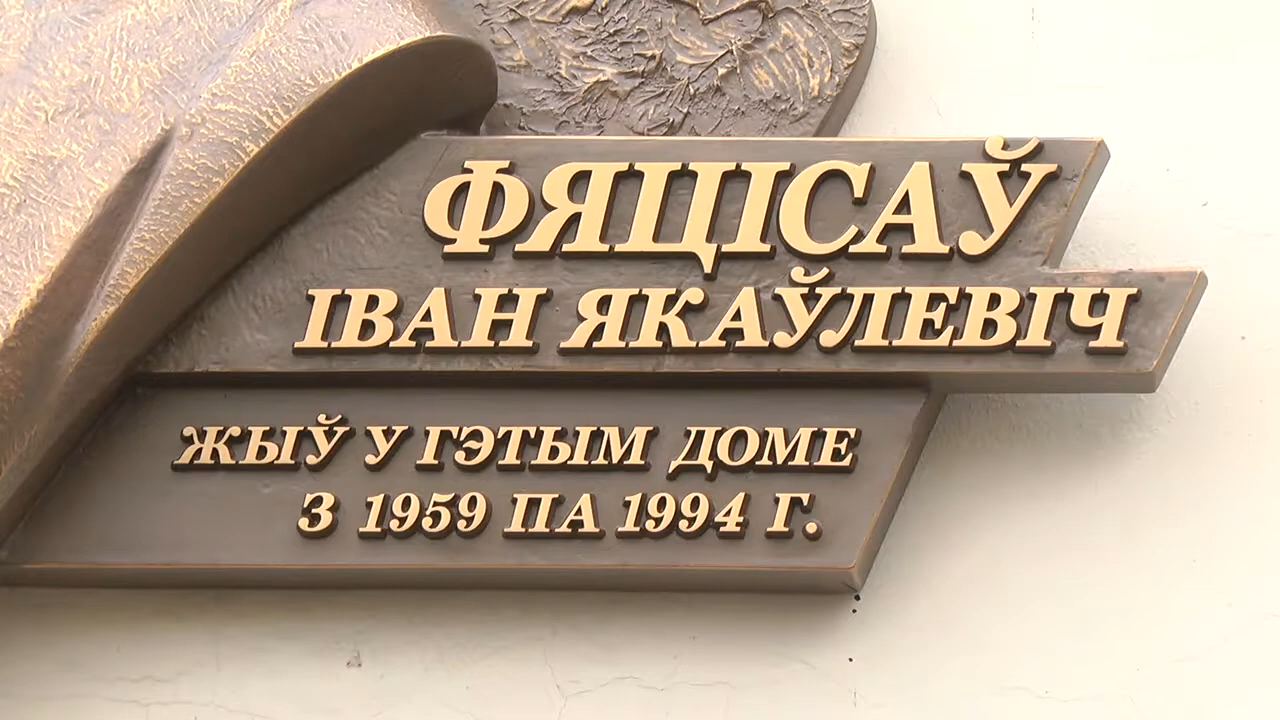 ФЯЦІСАЎ
ІВАН ЯКАЎЛЕВІЧ
ЖЫЎ У ГЭТЫМ ДОМЕ
З 1959 ПА 1994 Г.